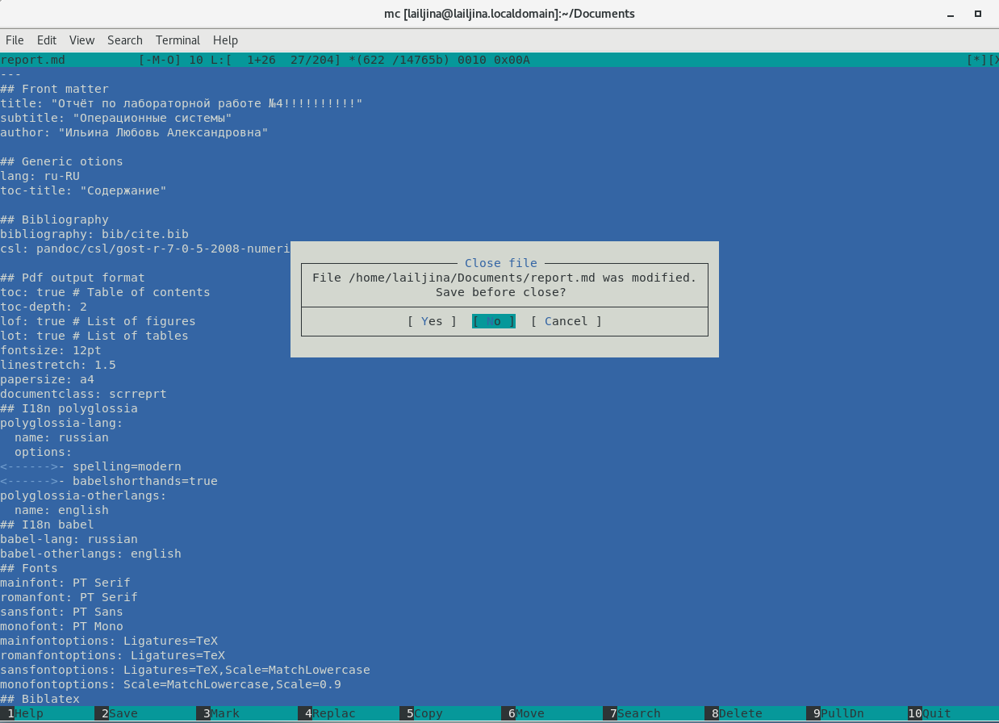 mc [lailjina@lailjina.localdomain]:~/Documents
File Edit View Search Terminal Help
report.md [-M-O] 10 L:[ 1+26 27/204] *(622 /14765b) 0010 0x00A [*][X
---
## Front matter
title: "Отчёт по лабораторной работе №4!!!!!!!!!!"
subtitle: "Операционные системы"
author: "Ильина Любовь Александровна"
## Generic otions
lang: ru-RU
toc-title: "Содержание"
## Bibliography
bibliography: bib/cite.bib
csl: pandoc/csl/gost-r-7-0-5-2008-numeri
Close file
File /home/lailjina/Documents/report.md was modified.
Save before close?
[ Yes ] [ No ] [ Cancel ]
## Pdf output format
toc: true # Table of contents
toc-depth: 2
lof: true # List of figures
lot: true # List of tables
fontsize: 12pt
linestretch: 1.5
papersize: a4
documentclass: scrreprt
## I18n polyglossia
polyglossia-lang:
  name: russian
  options:
<------>- spelling=modern
<------>- babelshorthands=true
polyglossia-otherlangs:
  name: english
## I18n babel
babel-lang: russian
babel-otherlangs: english
## Fonts
mainfont: PT Serif
romanfont: PT Serif
sansfont: PT Sans
monofont: PT Mono
mainfontoptions: Ligatures=TeX
romanfontoptions: Ligatures=TeX
sansfontoptions: Ligatures=TeX,Scale=MatchLowercase
monofontoptions: Scale=MatchLowercase,Scale=0.9
## Biblatex
1Help 2Save 3Mark 4Replac 5Copy 6Move 7Search 8Delete 9PullDn 10Quit